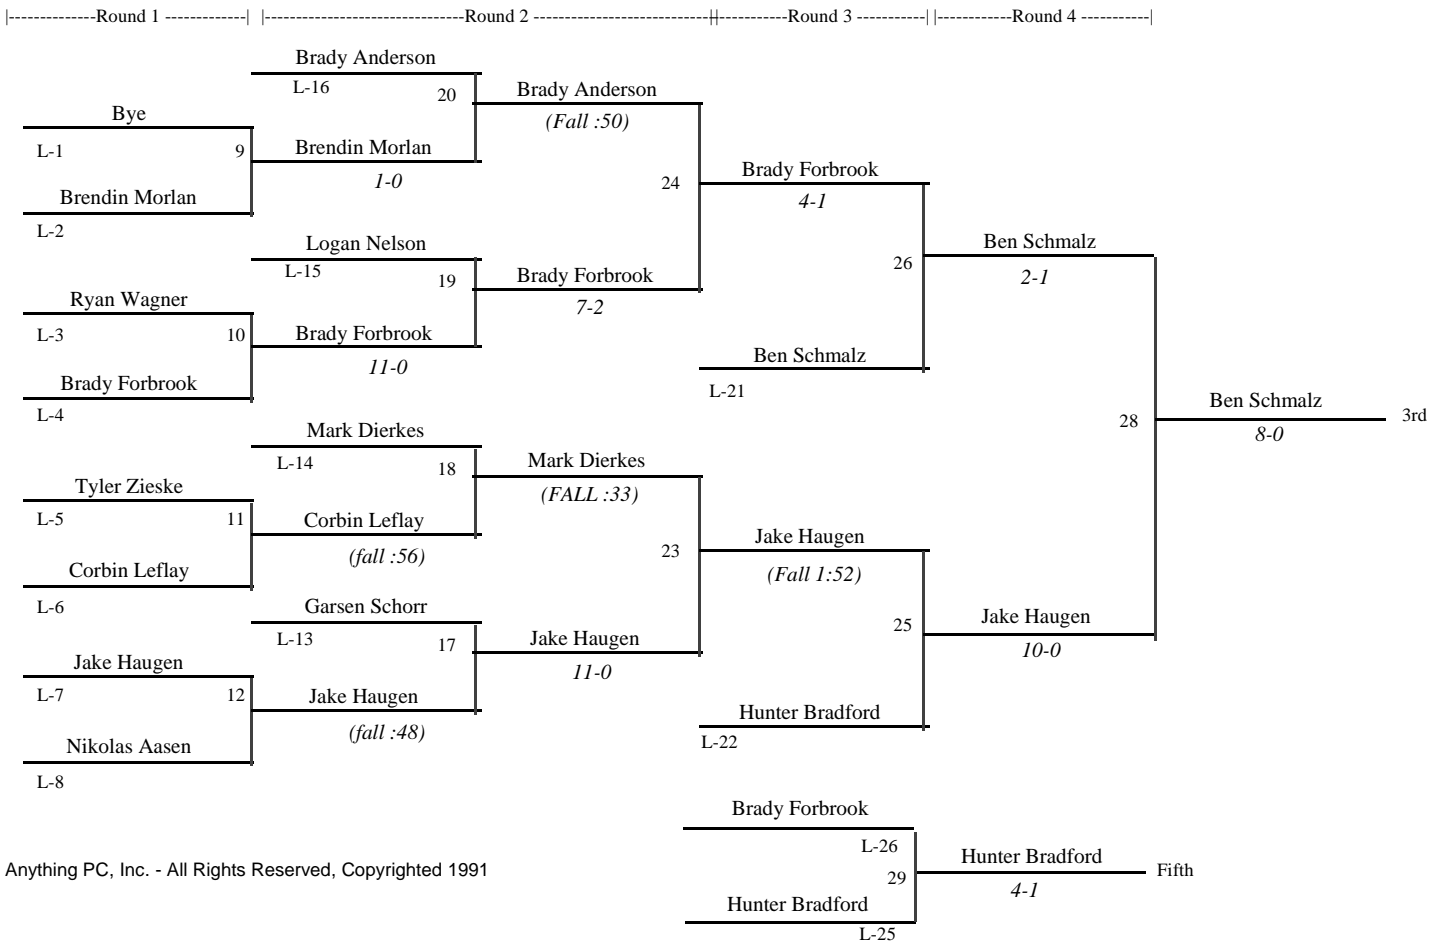 |--------------Round 1 -------------| |--------------------------------Round 2 ----------------------------||------------Round 3 -----------| |------------Round 4 -----------|
Brady Anderson
L-16
20
Brady Anderson
(Fall :50)
Bye
L-1
9
Brendin Morlan
1-0
Brendin Morlan
L-2
24
Brady Forbrook
4-1
Logan Nelson
L-15
19
Brady Forbrook
7-2
Ryan Wagner
L-3
10
Brady Forbrook
11-0
Brady Forbrook
L-4
26
Ben Schmalz
2-1
Ben Schmalz
L-21
Mark Dierkes
L-14
18
Mark Dierkes
(FALL :33)
Tyler Zieske
L-5
11
Corbin Leflay
(fall :56)
Corbin Leflay
L-6
23
Jake Haugen
(Fall 1:52)
Garsen Schorr
L-13
17
Jake Haugen
11-0
Jake Haugen
L-7
12
Jake Haugen
(fall :48)
Nikolas Aasen
L-8
25
Jake Haugen
10-0
Hunter Bradford
L-22
28
Ben Schmalz
8-0
3rd
Brady Forbrook
L-26
29
Hunter Bradford
4-1
Fifth
Hunter Bradford
L-25
Anything PC, Inc. - All Rights Reserved, Copyrighted 1991